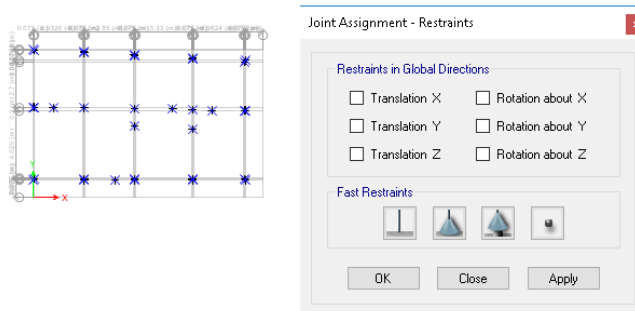 Joint Assignment - Restraints
x
Restraints in Global Directions
Translation X
Rotation about X
Translation Y
Rotation about Y
Translation Z
Rotation about Z
Fast Restraints
OK
Close
Apply
Y
X